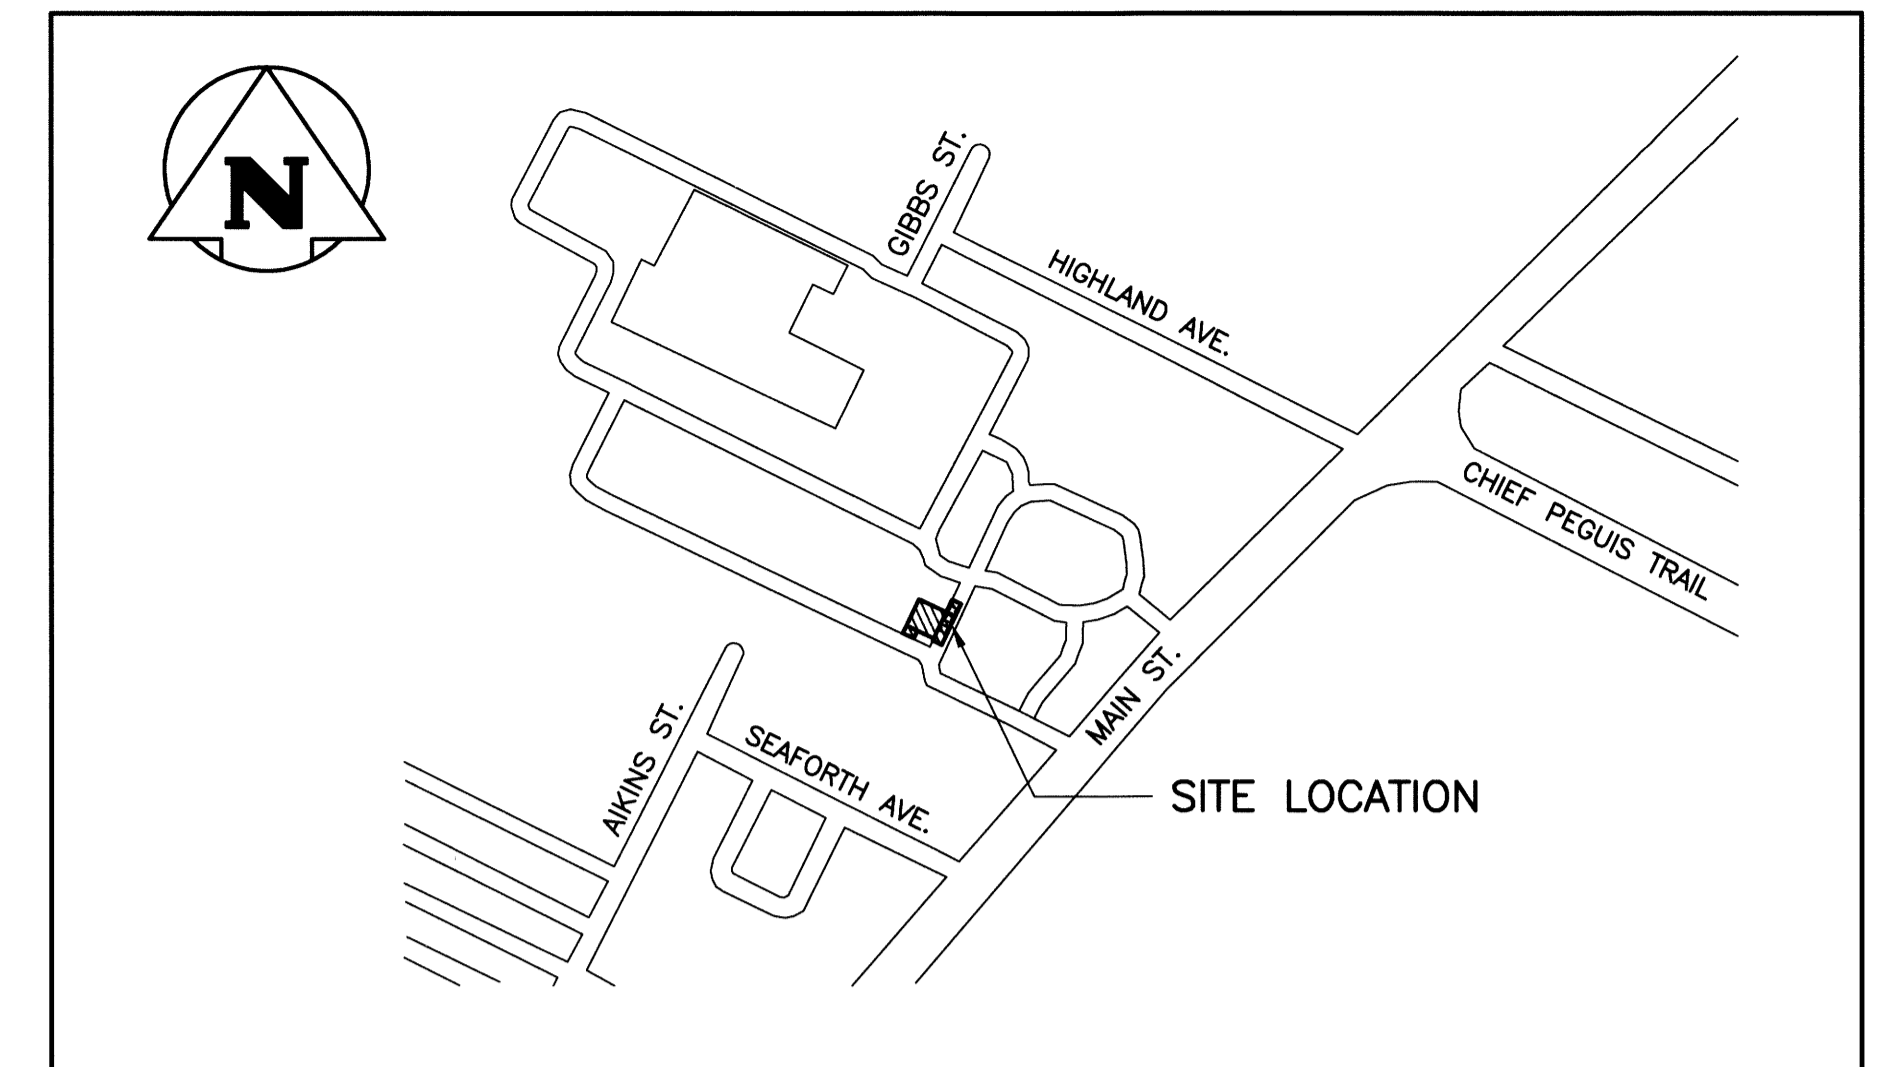 N
GIBBS ST.
HIGHLAND AVE.
CHIEF PEGUIS TRAIL
MAIN ST.
AIKINS ST.
SEAFORTH AVE.
SITE LOCATION